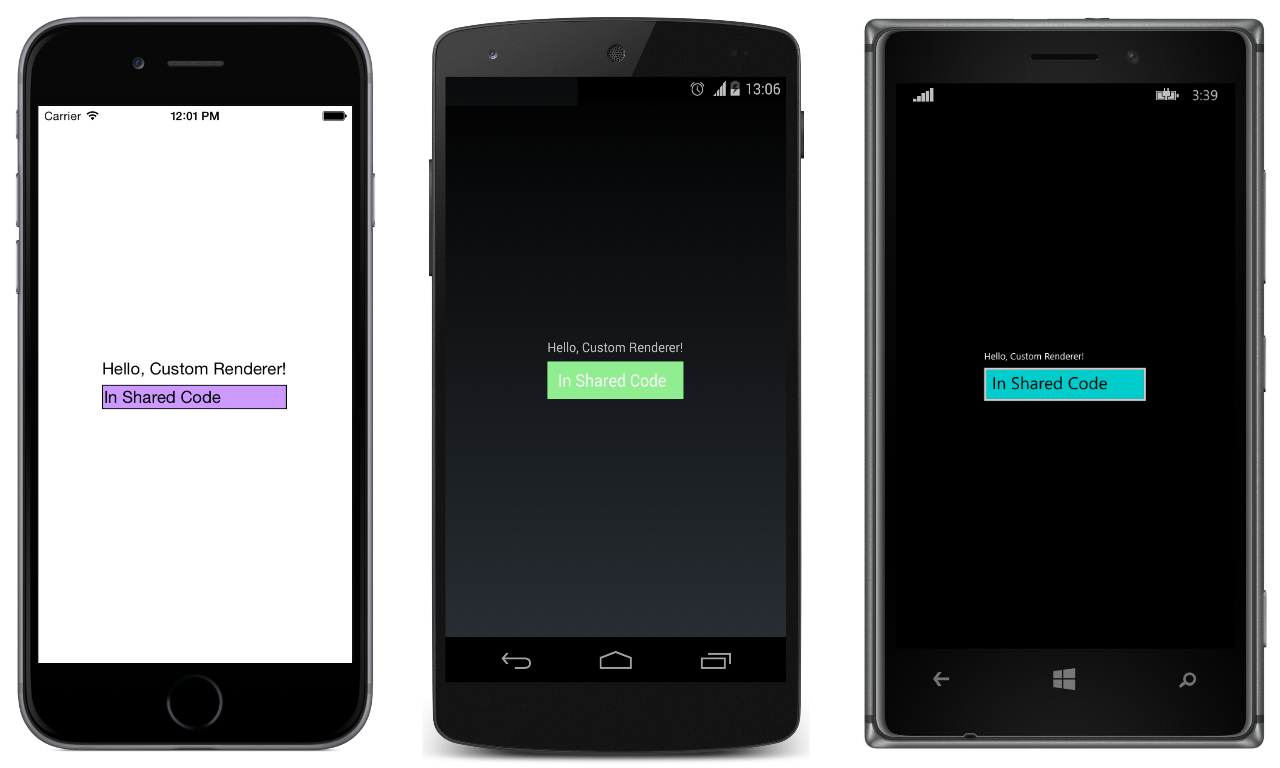 Carrier 12:01 PM
Hello, Custom Renderer!
In Shared Code
13:06
Hello, Custom Renderer!
In Shared Code
3:39
Hello, Custom Renderer!
In Shared Code